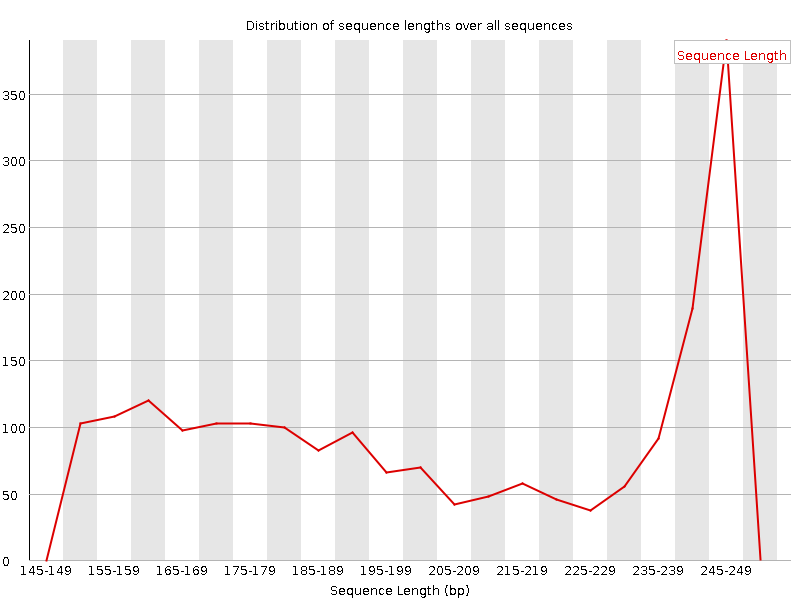 Distribution of sequence lengths over all sequences
Sequence Length
350
300
250
200
150
100
50
0
145-149 155-159 165-169 175-179 185-189 195-199 205-209 215-219 225-229 235-239 245-249
Sequence Length (bp)